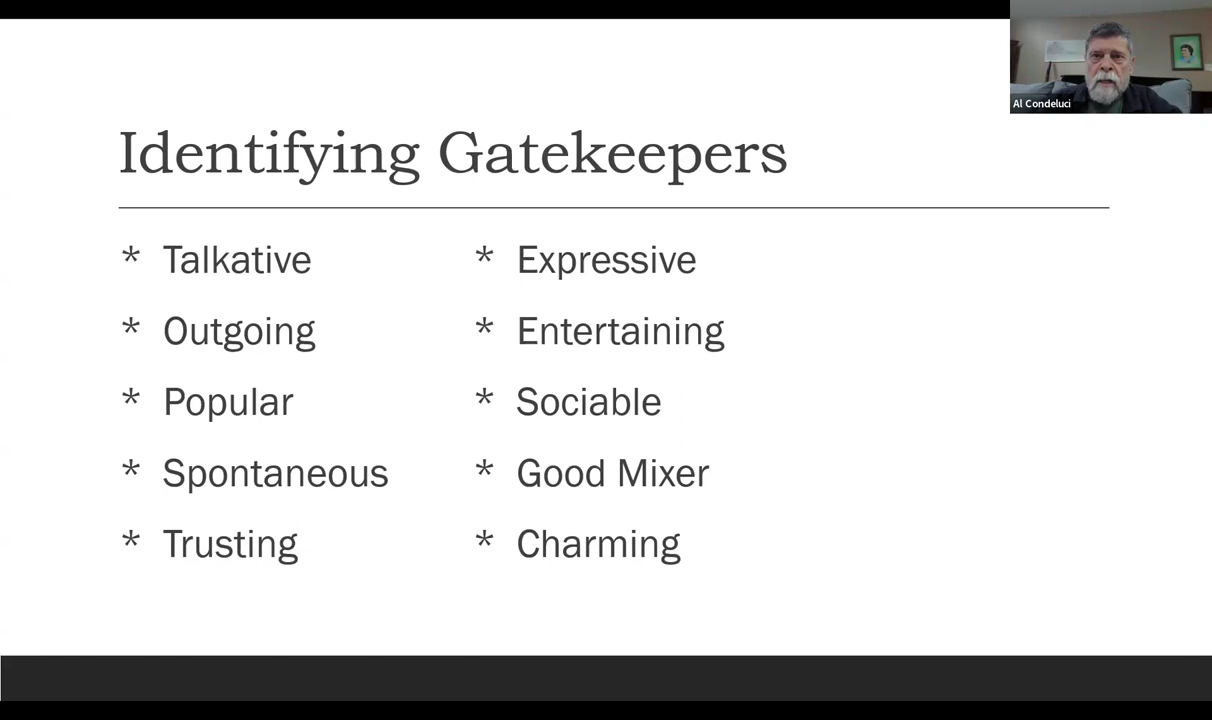 Al Condeluci
Identifying Gatekeepers
* Talkative
* Outgoing
* Popular
* Spontaneous
* Trusting
* Expressive
* Entertaining
* Sociable
* Good Mixer
* Charming